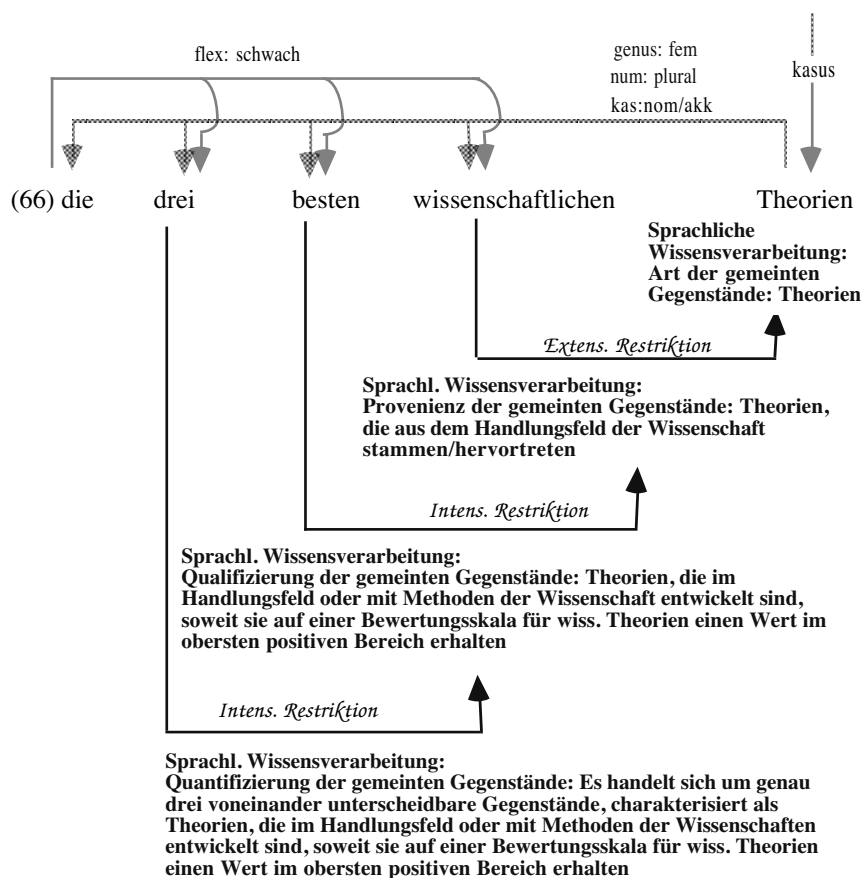 flex: schwach
genus: fem
num: plural
kas:nom/akk
kasus
(66) die drei besten wissenschaftlichen Theorien
Sprachliche
Wissensverarbeitung:
Art der gemeinten
Gegenstände: Theorien
Extens. Restriktion
Sprachl. Wissensverarbeitung:
Provenienz der gemeinten Gegenstände: Theorien,
die aus dem Handlungsfeld der Wissenschaft
stammen/hervortreten
Intens. Restriktion
Sprachl. Wissensverarbeitung:
Qualifizierung der gemeinten Gegenstände: Theorien, die im
Handlungsfeld oder mit Methoden der Wissenschaft entwickelt sind,
soweit sie auf einer Bewertungsskala für wiss. Theorien einen Wert im
obersten positiven Bereich erhalten
Intens. Restriktion
Sprachl. Wissensverarbeitung:
Quantifizierung der gemeinten Gegenstände: Es handelt sich um genau
drei voneinander unterscheidbare Gegenstände, charakterisiert als
Theorien, die im Handlungsfeld oder mit Methoden der Wissenschaften
entwickelt sind, soweit sie auf einer Bewertungsskala für wiss. Theorien
einen Wert im obersten positiven Bereich erhalten